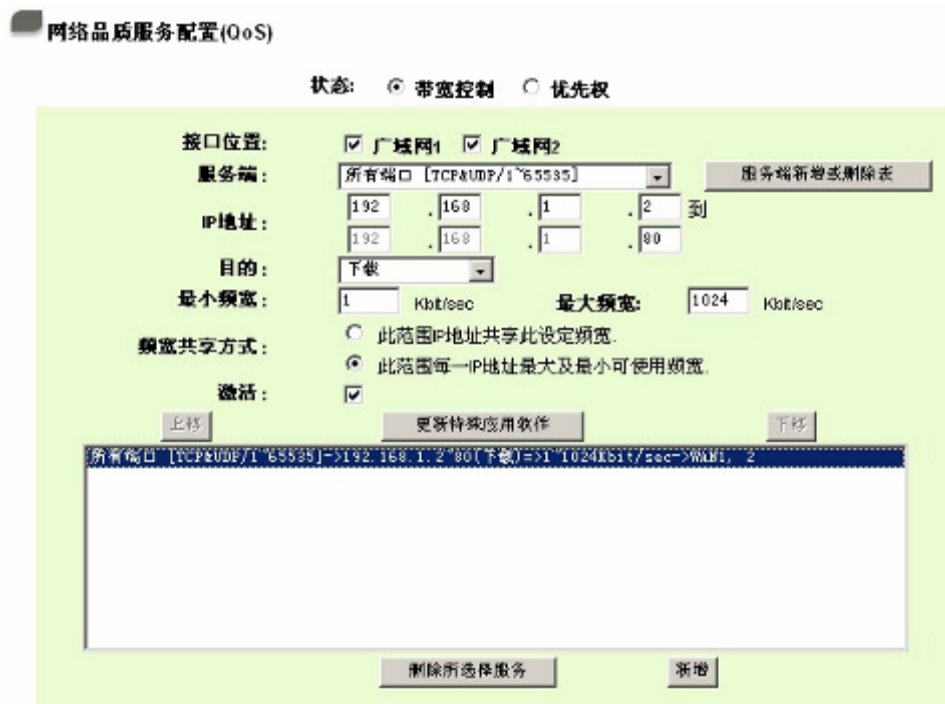 网络品质服务配置(QoS)
状态: 带宽控制 优先权
接口位置: 广域网1 广域网2
服务端: 所有端口 [TCP&UDP/1~65535] 服务端新增或删除表
IP地址: 192 . 168 . 1 . 2 到
192 . 168 . 1 . 80
目的: 下载
最小频宽: 1 Kbit/sec 最大频宽: 1024 Kbit/sec
频宽共享方式: 此范围IP地址共享此设定频宽.
此范围每一IP地址最大及最小可使用频宽.
激活:
上移 更新特殊应用软件 下移
所有端口 [TCP&UDP/1~65535]->192.168.1.2~80(下载)=>1~1024Kbit/sec->WAN1, 2
删除所选择服务 新增